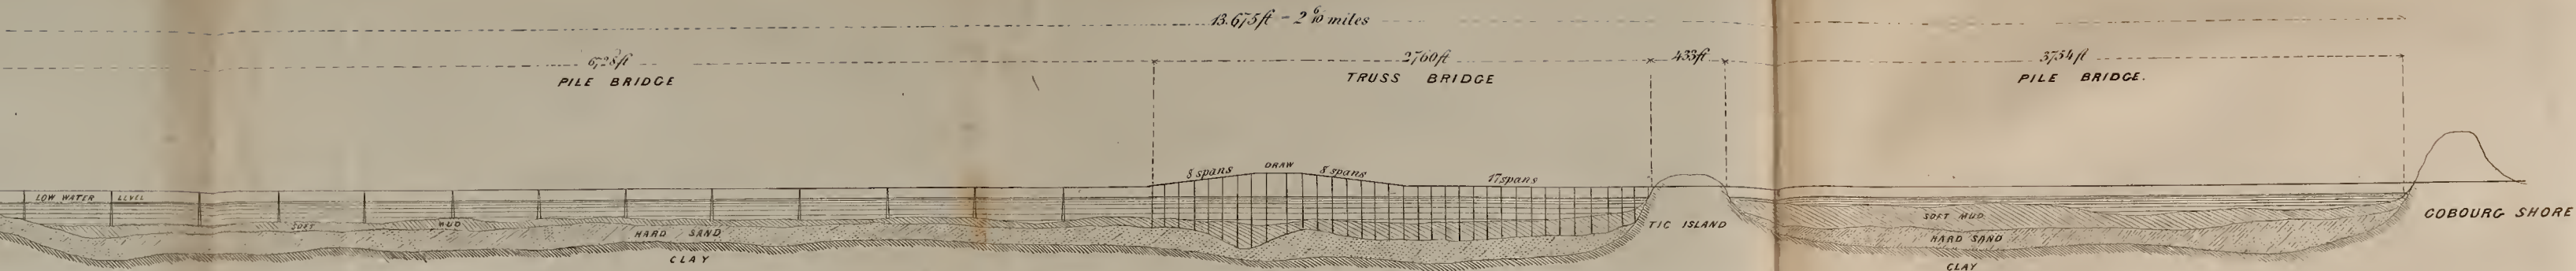 13.675ft - 2 6/10 miles
6,728ft
2760ft
433ft
3754ft
PILE BRIDGE
TRUSS BRIDGE
PILE BRIDGE.
8 spans
DRAW
8 spans
17 spans
LOW WATER LEVEL
SOFT MUD
HARD SAND
CLAY
TIC ISLAND
SOFT MUD
HARD SAND
CLAY
COBOURG SHORE